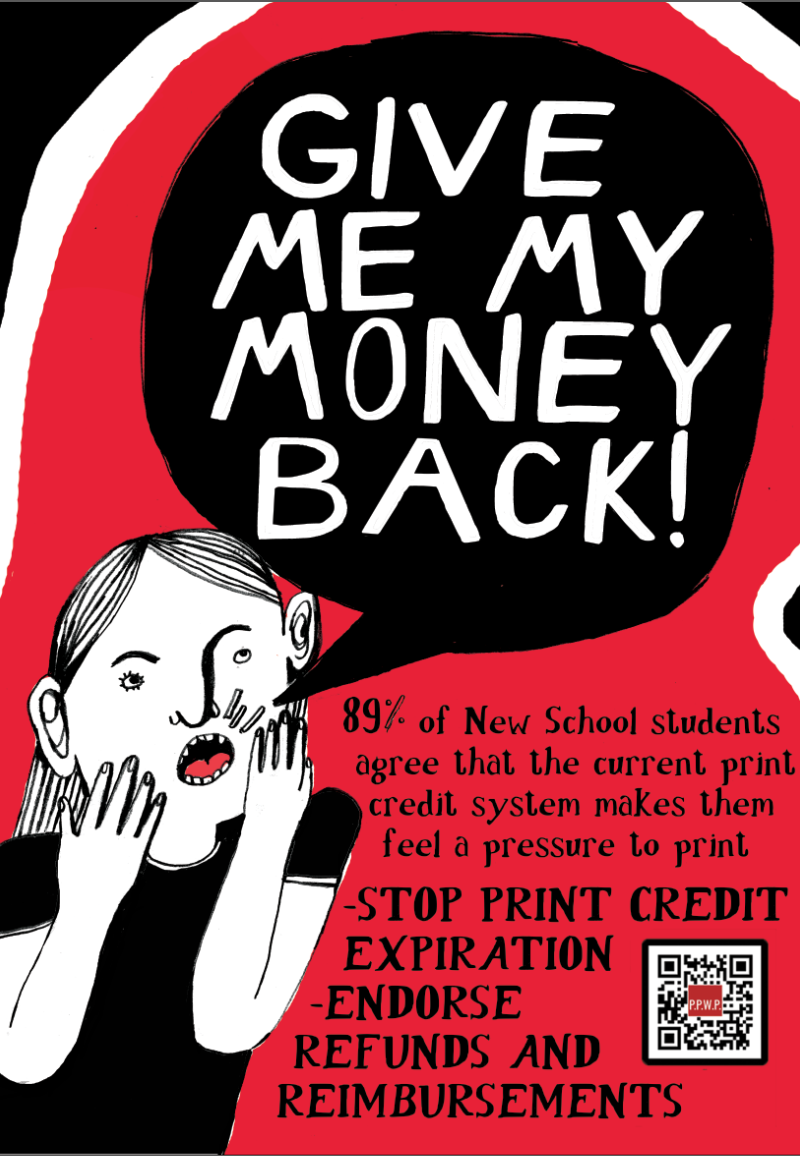 GIVE
ME MY
MONEY
BACK!
89% of New School students
agree that the current print
credit system makes them
feel a pressure to print
-STOP PRINT CREDIT
EXPIRATION
-ENDORSE
REFUNDS AND
REIMBURSEMENTS
P.P.W.P.